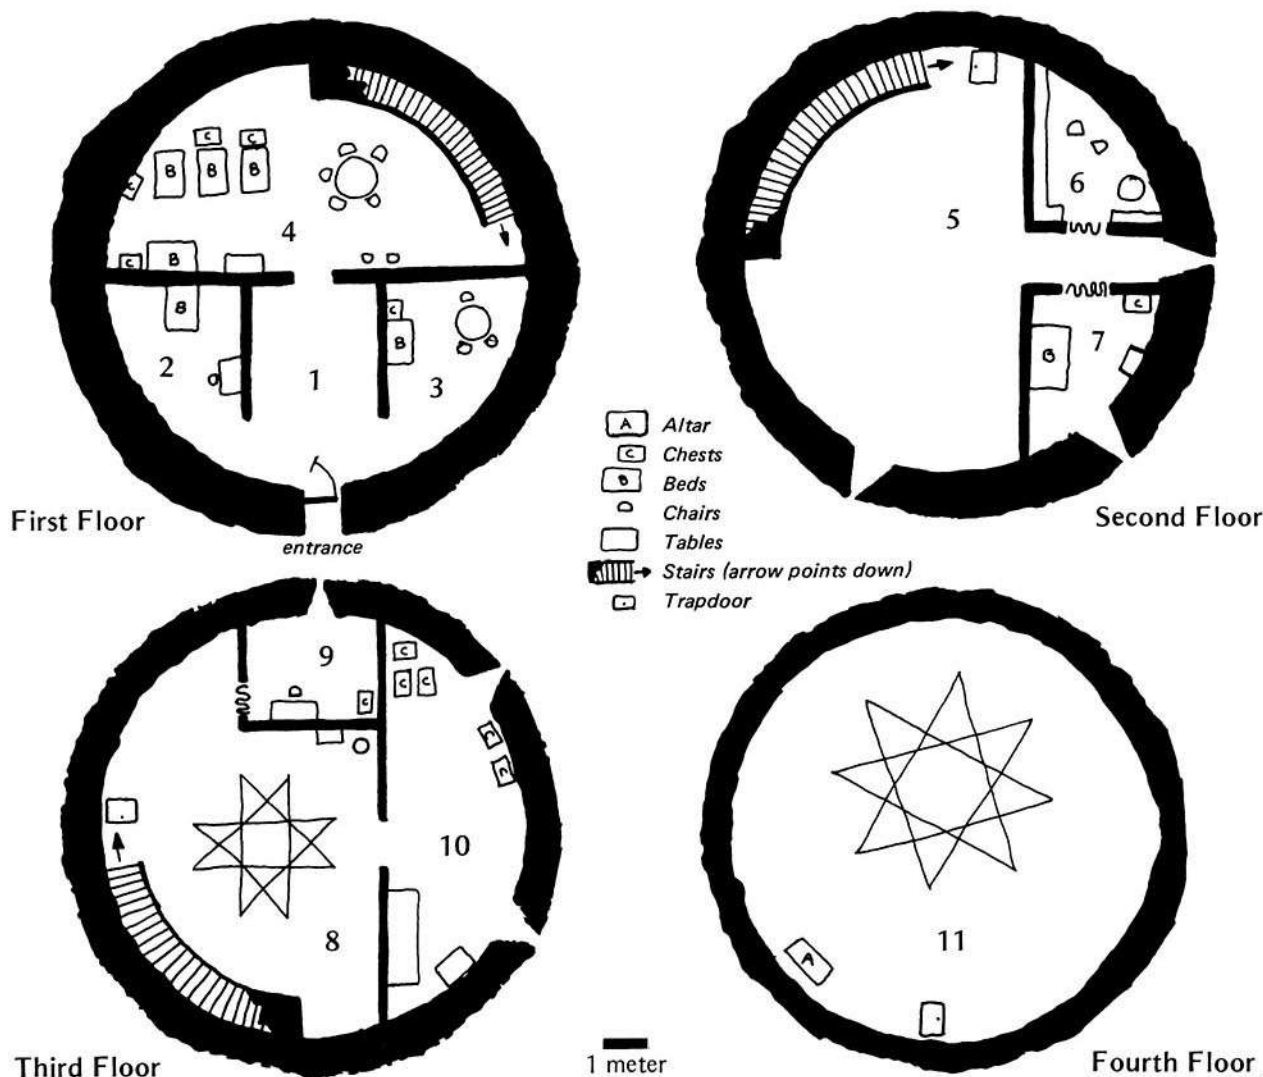 C
C
B
B
B
C
4
C
B
B
C
B
2
1
3
First Floor
entrance
5
6
C
B
7
Second Floor
A Altar
C Chests
B Beds
Chairs
Tables
Stairs (arrow points down)
Trapdoor
9
C
C
C
C
C
C
10
8
Third Floor
1 meter
11
A
Fourth Floor